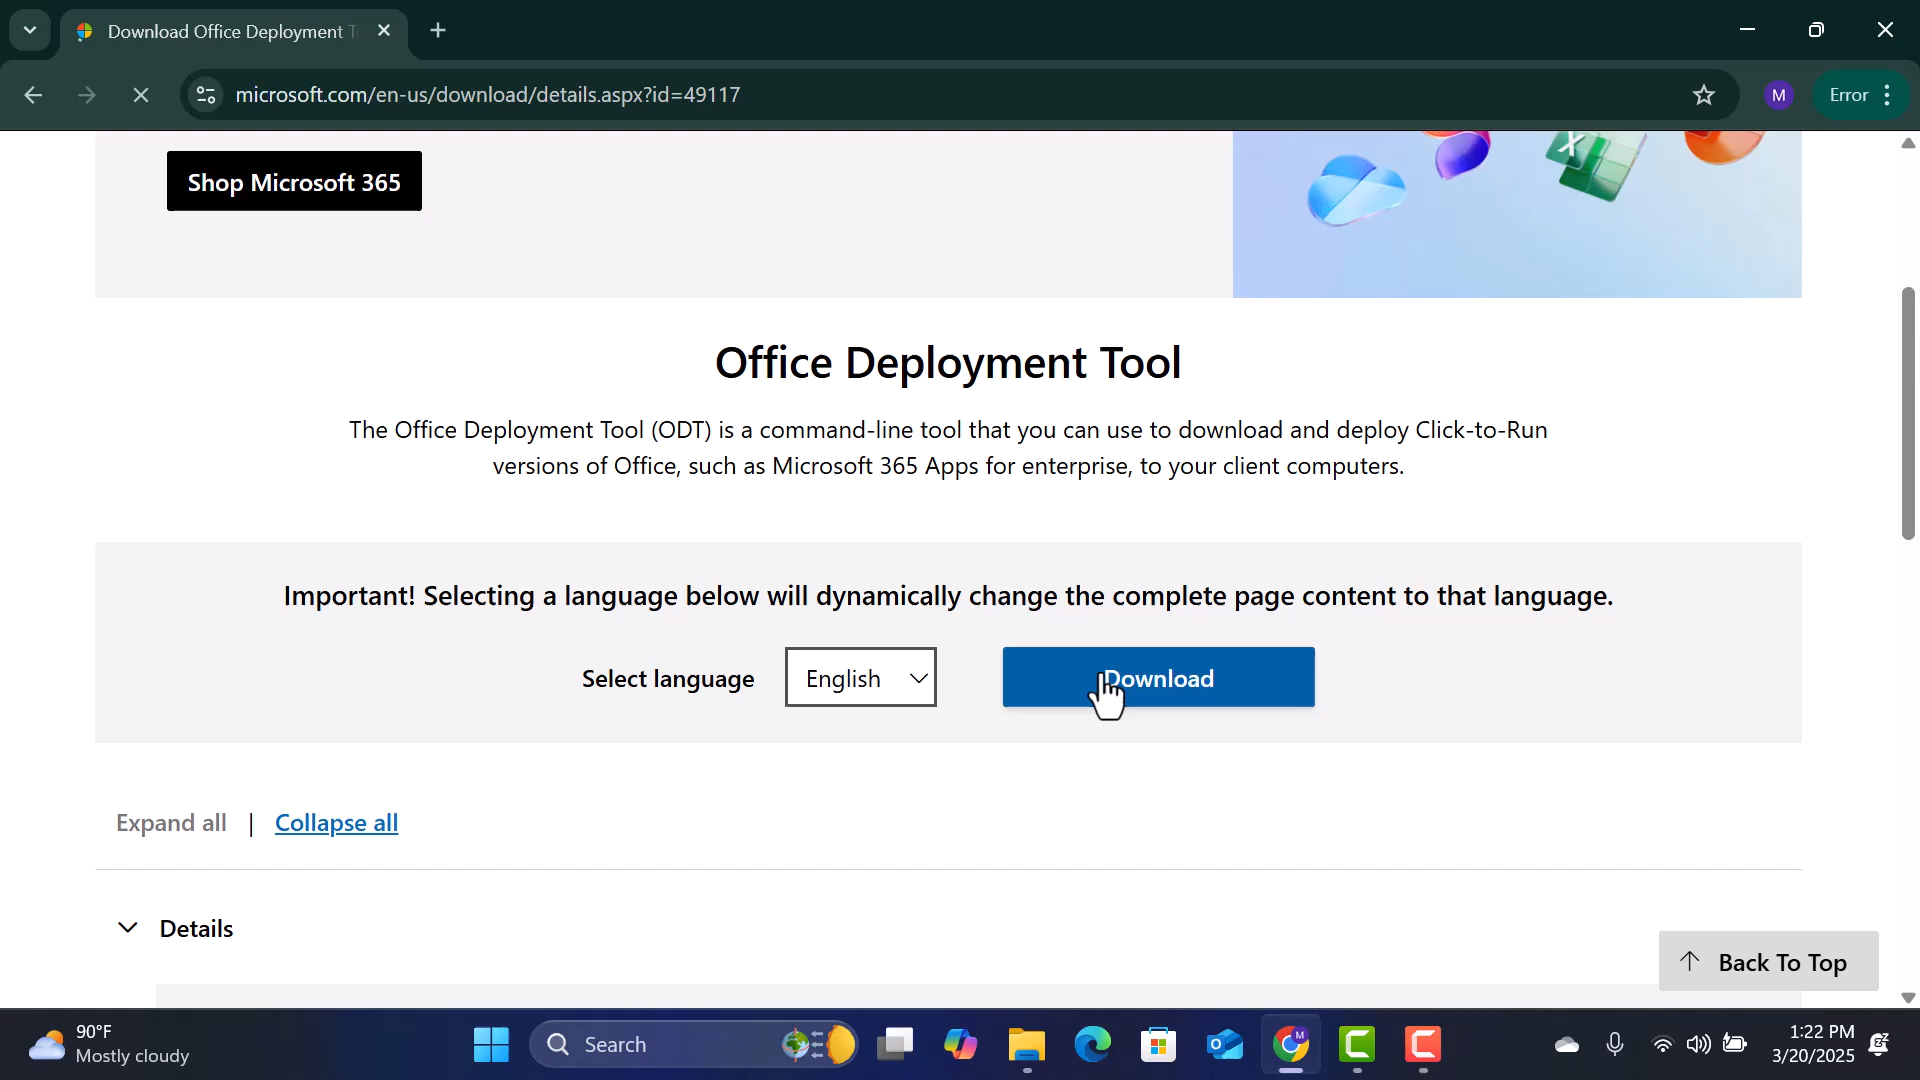 Download Office Deployment T
microsoft.com/en-us/download/details.aspx?id=49117
M
Error
Shop Microsoft 365
Office Deployment Tool
The Office Deployment Tool (ODT) is a command-line tool that you can use to download and deploy Click-to-Run
versions of Office, such as Microsoft 365 Apps for enterprise, to your client computers.
Important! Selecting a language below will dynamically change the complete page content to that language.
Select language
English
Download
Expand all | Collapse all
Details
Back To Top
90°F
Mostly cloudy
Search
1:22 PM
3/20/2025